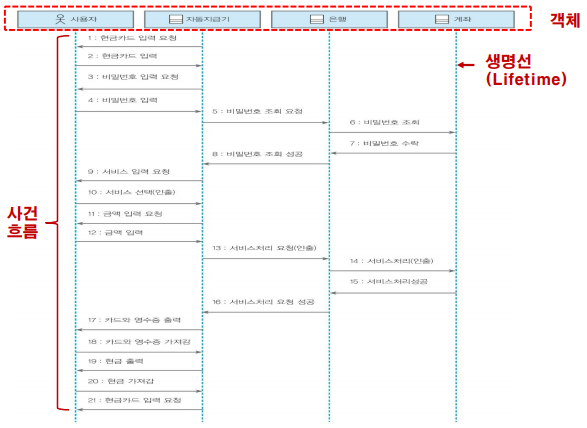 사용자
자동지급기
은행
계좌
객체
1 : 현금카드 입력 요청
2 : 현금카드 입력
생명선
(Lifetime)
3 : 비밀번호 입력 요청
4 : 비밀번호 입력
5 : 비밀번호 조회 요청
6 : 비밀번호 조회
7 : 비밀번호 수락
8 : 비밀번호 조회 성공
9 : 서비스 입력 요청
10 : 서비스 선택(인출)
사건
흐름
11 : 금액 입력 요청
12 : 금액 입력
13 : 서비스처리 요청(인출)
14 : 서비스처리(인출)
15 : 서비스처리성공
16 : 서비스처리 요청 성공
17 : 카드와 영수증 출력
18 : 카드와 영수증 가져감
19 : 현금 출력
20 : 현금 가져감
21 : 현금카드 입력 요청